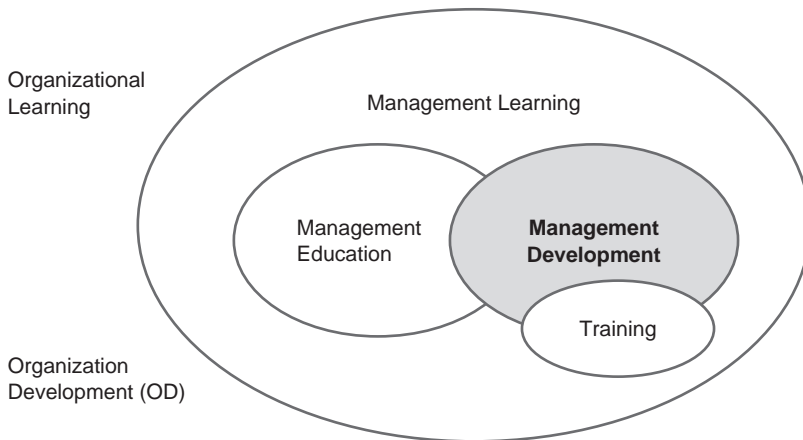 Organizational
Learning
Management Learning
Management
Education
Management
Development
Training
Organization
Development (OD)